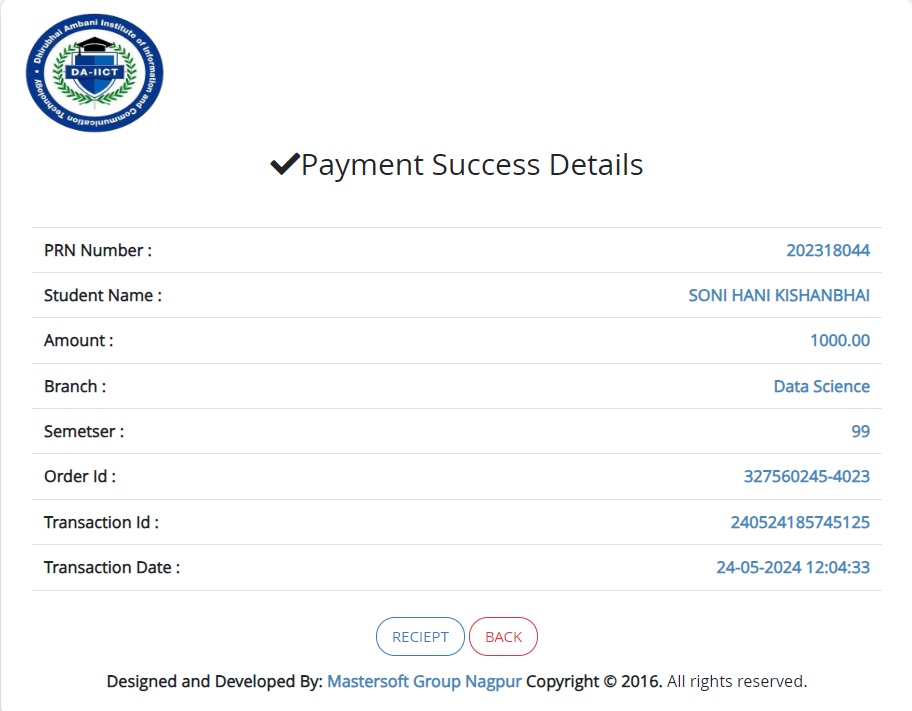 Dhirubhai Ambani Institute of Information and Communication Technology
DA-IICT
Payment Success Details
PRN Number : 202318044
Student Name : SONI HANI KISHANBHAI
Amount : 1000.00
Branch : Data Science
Semetser : 99
Order Id : 327560245-4023
Transaction Id : 240524185745125
Transaction Date : 24-05-2024 12:04:33
RECIEPT BACK
Designed and Developed By: Mastersoft Group Nagpur Copyright © 2016. All rights reserved.